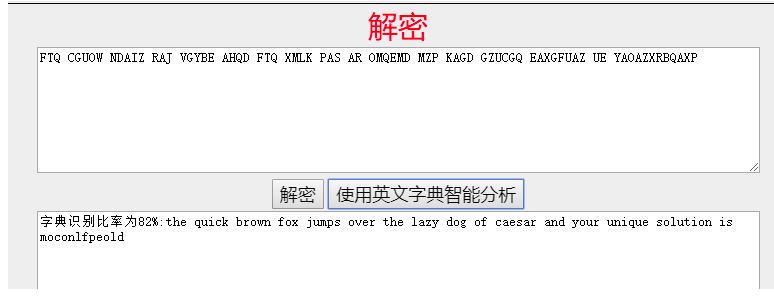 解密
FTQ CGUOW NDAIZ RAJ VGYBE AHQD FTQ XMLK PAS AR OMQEMD MZP KAGD GZUCGQ EAXGFUAZ UE YAOAZXRBQAXP
解密 使用英文字典智能分析
字典识别比率为82%:the quick brown fox jumps over the lazy dog of caesar and your unique solution is
moconlfpeold